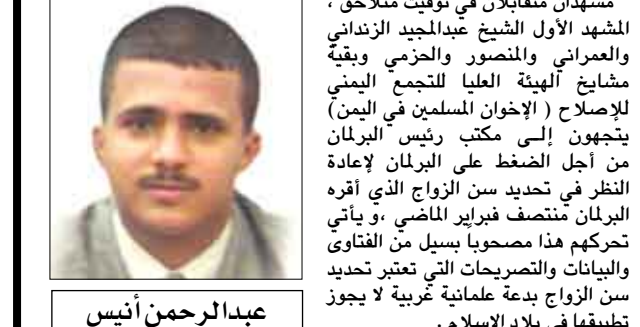 مشهدان متقابلان في توقيت متلاحق ،
المشهد الأول الشيخ عبدالمجيد الزنداني
والعمراني والمنصور والحزمي وبقية
مشايخ الهيئة العليا للتجمع اليمني
للإصلاح ( الإخوان المسلمين في اليمن)
يتجهون إلـى مكتب رئيس البرلمان
من أجل الضغط على البرلمان لإعادة
النظر في تحديد سن الزواج الذي أقره
البرلمان منتصف فبراير الماضي ،و يأتي
تحركهم هذا مصحوباً بسيل من الفتاوى
والبيانات والتصريحات التي تعتبر تحديد
سن الزواج بدعة علمانية غربية لا يجوز
تطبيقها في بلاد الإسلام .
عبدالرحمن أنيس